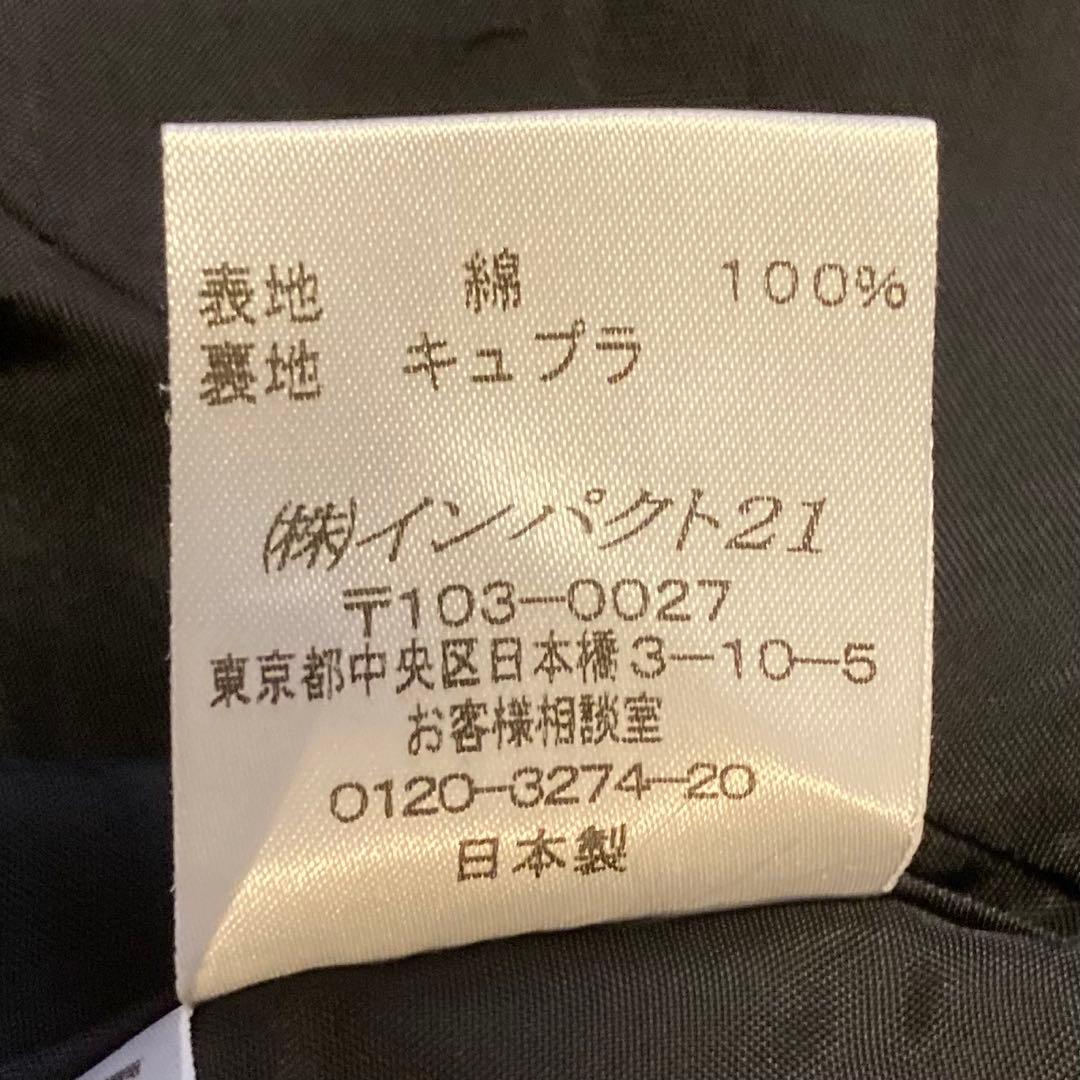 表地 綿 100%
裏地 キュプラ
(株)インパクト21
〒103-0027
東京都中央区日本橋3-10-5
お客様相談室
0120-3274-20
日本製